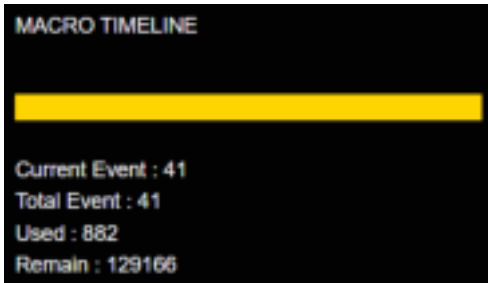 MACRO TIMELINE
Current Event : 41
Total Event : 41
Used : 882
Remain : 129166